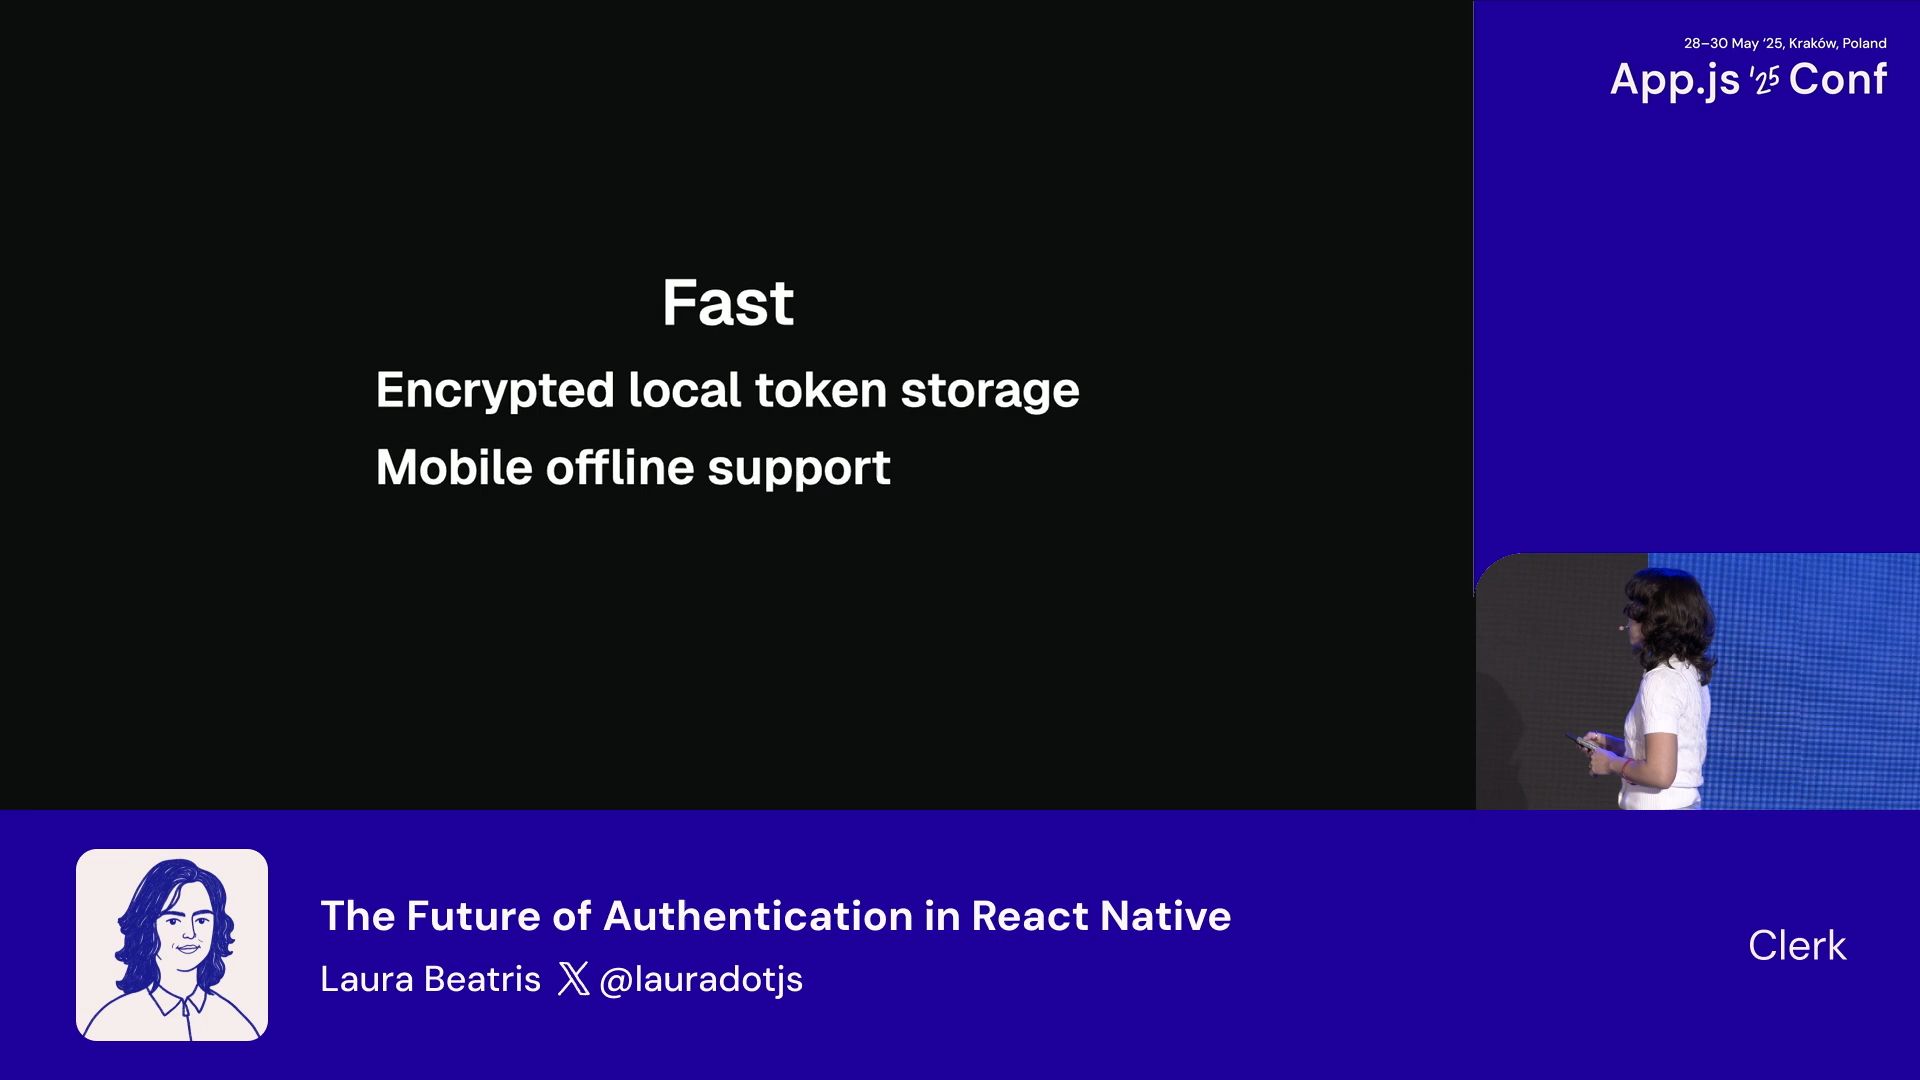 28–30 May ‘25, Kraków, Poland
App.js ‘25 Conf
Fast
Encrypted local token storage
Mobile offline support
The Future of Authentication in React Native
Laura Beatris 𝕏 @lauradotjs
Clerk